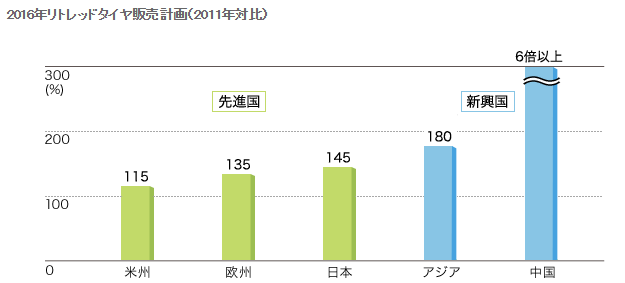 2016年リトレッドタイヤ販売計画(2011年対比)
6倍以上
300
(%)
先進国
新興国
200
180
145
135
115
100
0
米州
欧州
日本
アジア
中国